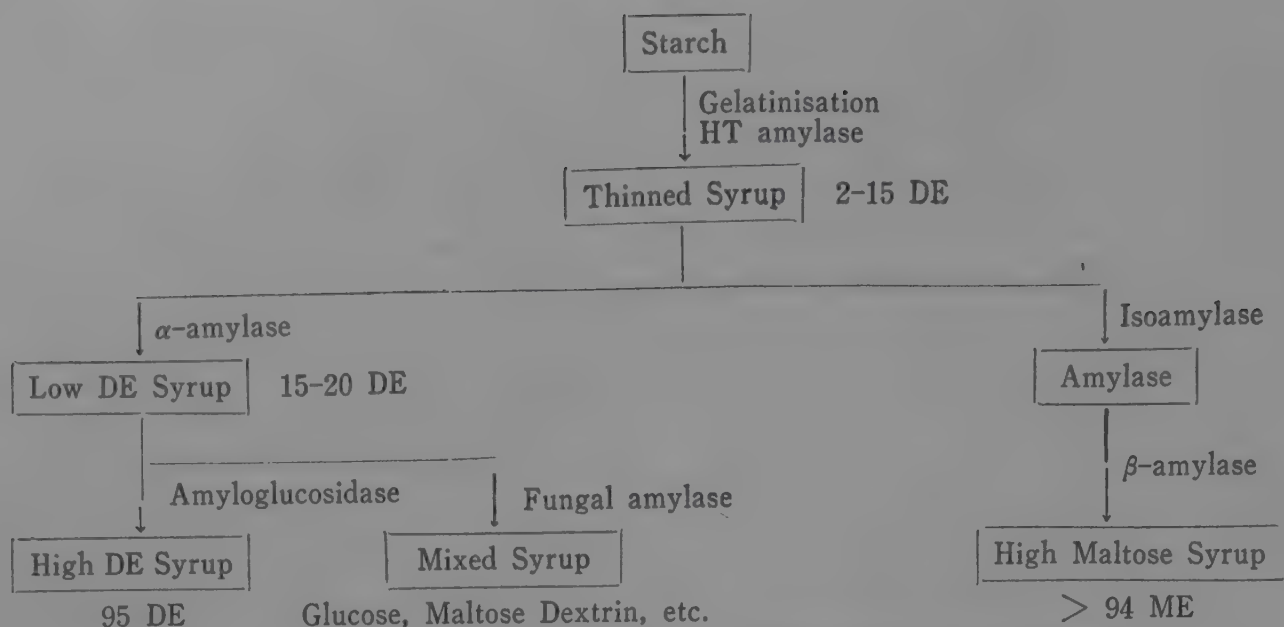 Starch
Gelatinisation
HT amylase
Thinned Syrup 2-15 DE
α-amylase
Isoamylase
Low DE Syrup 15-20 DE
Amylase
Amyloglucosidase
Fungal amylase
β-amylase
High DE Syrup
Mixed Syrup
High Maltose Syrup
95 DE
Glucose, Maltose Dextrin, etc.
> 94 ME